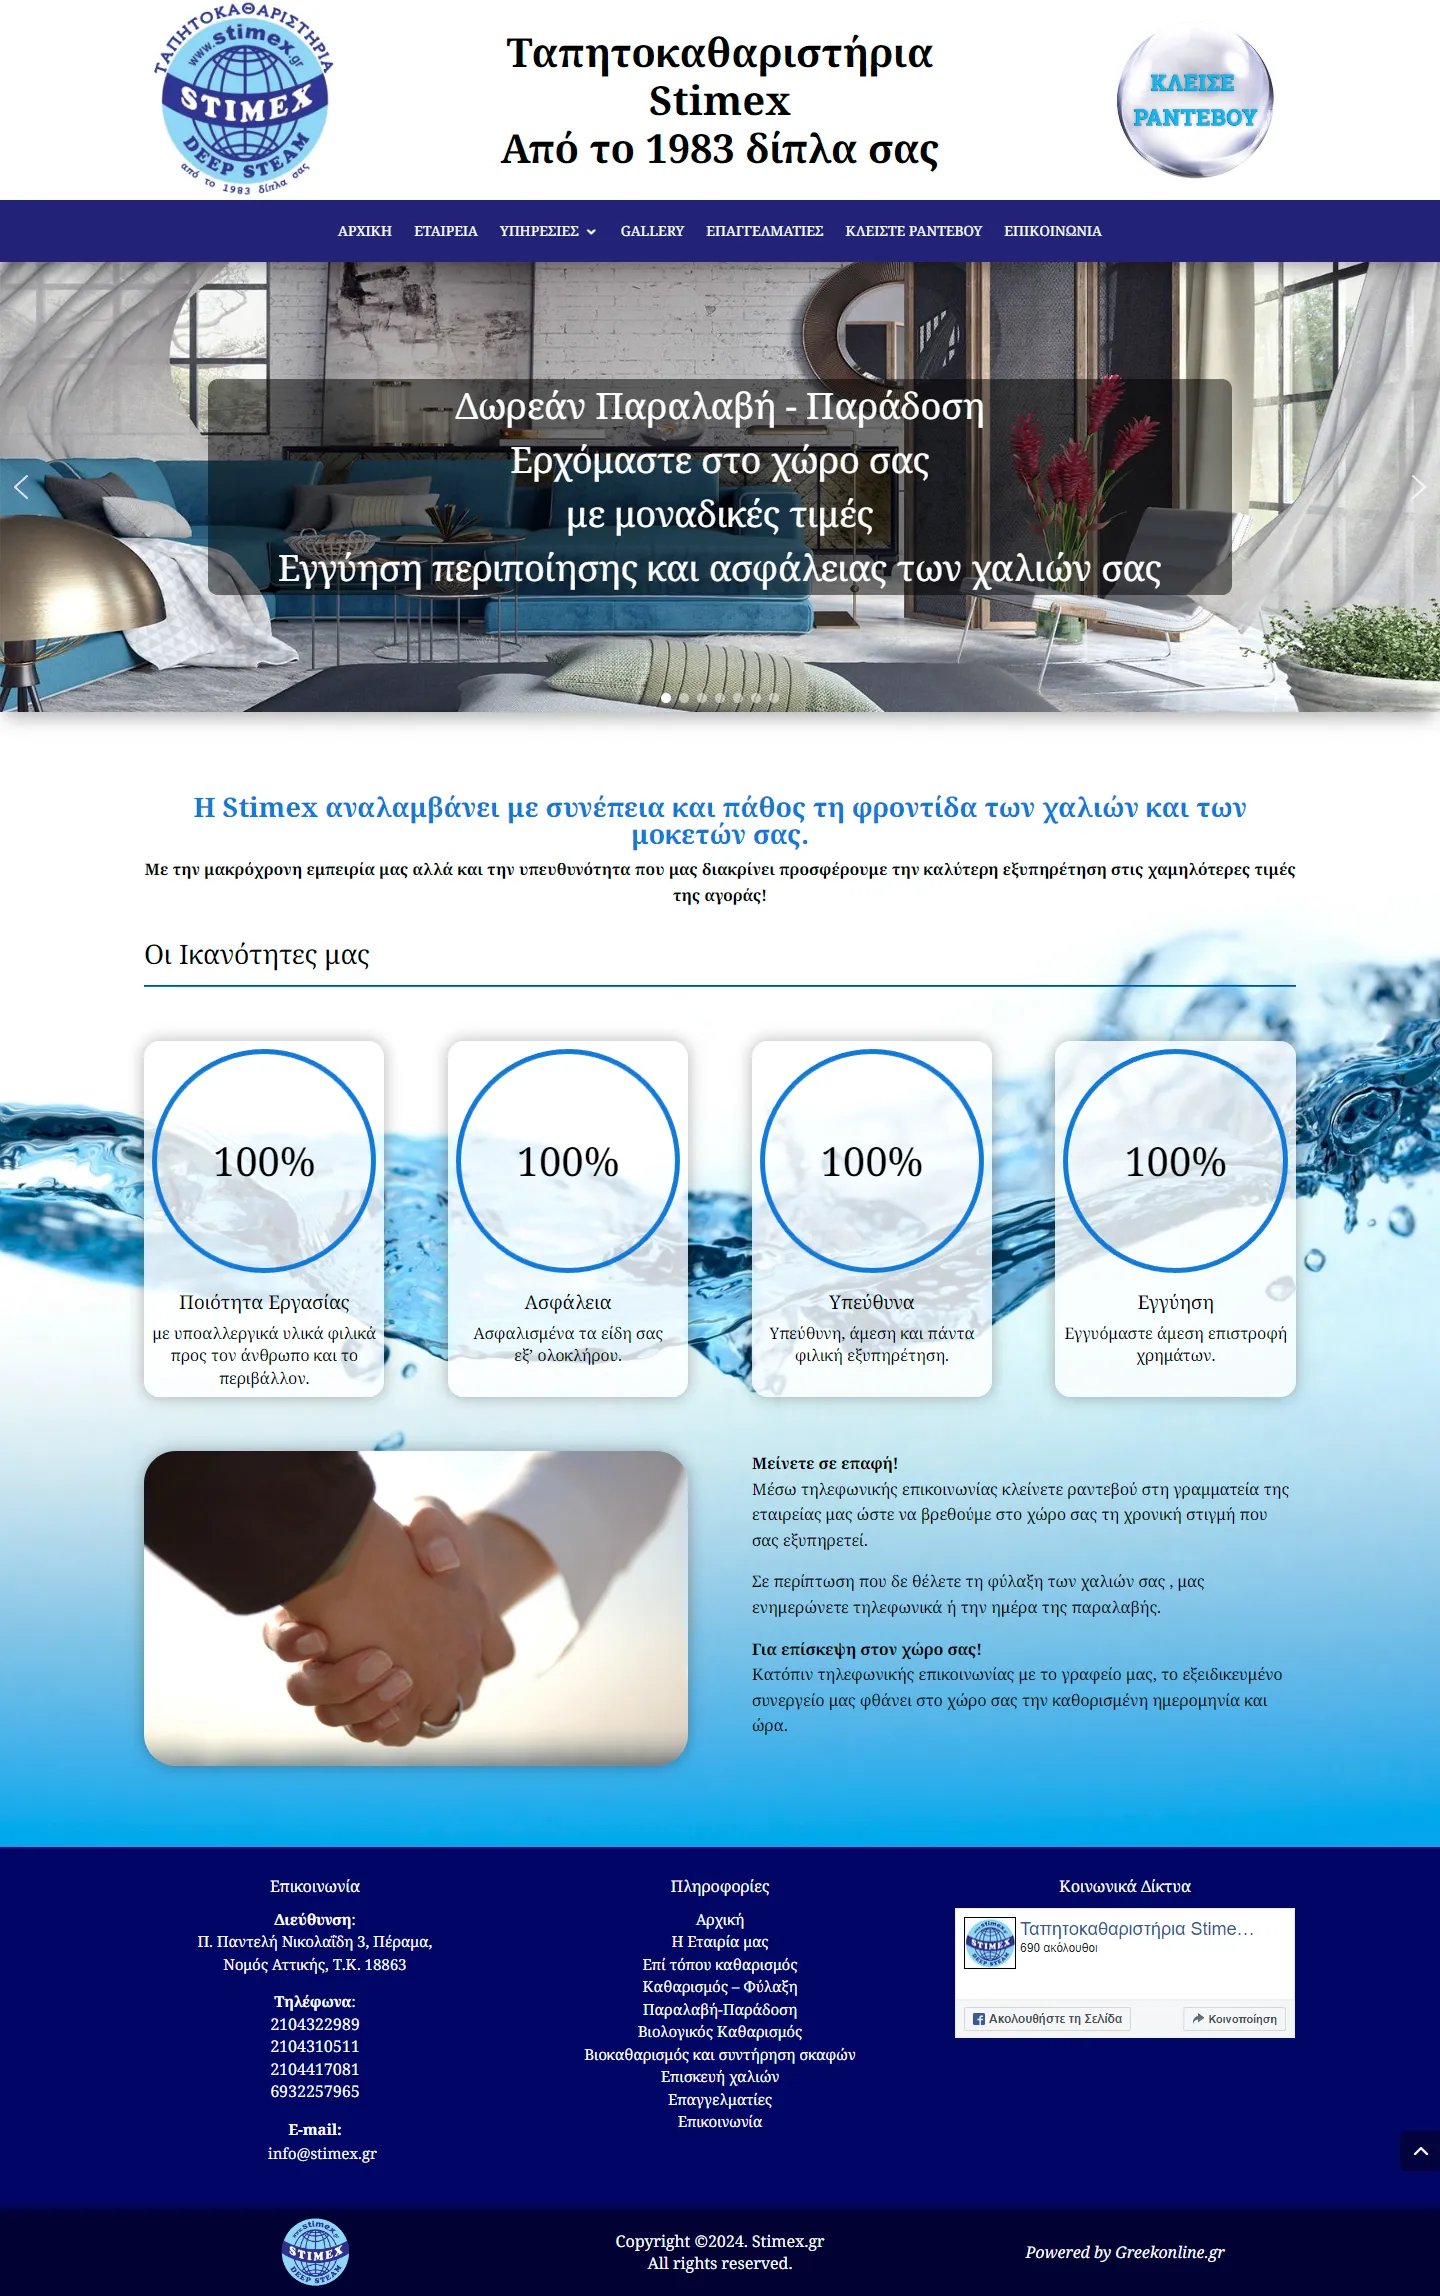 ΤΑΠΗΤΟΚΑΘΑΡΙΣΤΗΡΙΑ
www.stimex.gr
STIMEX
DEEP STEAM
από το 1983 δίπλα σας
Ταπητοκαθαριστήρια
Stimex
Από το 1983 δίπλα σας
ΚΛΕΙΣΕ
ΡΑΝΤΕΒΟΥ
ΑΡΧΙΚΗ ΕΤΑΙΡΕΙΑ ΥΠΗΡΕΣΙΕΣ GALLERY ΕΠΑΓΓΕΛΜΑΤΙΕΣ ΚΛΕΙΣΤΕ ΡΑΝΤΕΒΟΥ ΕΠΙΚΟΙΝΩΝΙΑ
Δωρεάν Παραλαβή - Παράδοση
Ερχόμαστε στο χώρο σας
με μοναδικές τιμές
Εγγύηση περιποίησης και ασφάλειας των χαλιών σας
Η Stimex αναλαμβάνει με συνέπεια και πάθος τη φροντίδα των χαλιών και των
μοκετών σας.
Με την μακρόχρονη εμπειρία μας αλλά και την υπευθυνότητα που μας διακρίνει προσφέρουμε την καλύτερη εξυπηρέτηση στις χαμηλότερες τιμές
της αγοράς!
Οι Ικανότητες μας
100%
Ποιότητα Εργασίας
με υποαλλεργικά υλικά φιλικά
προς τον άνθρωπο και το
περιβάλλον.
100%
Ασφάλεια
Ασφαλισμένα τα είδη σας
εξ’ ολοκλήρου.
100%
Υπεύθυνα
Υπεύθυνη, άμεση και πάντα
φιλική εξυπηρέτηση.
100%
Εγγύηση
Εγγυόμαστε άμεση επιστροφή
χρημάτων.
Μείνετε σε επαφή!
Μέσω τηλεφωνικής επικοινωνίας κλείνετε ραντεβού στη γραμματεία της
εταιρείας μας ώστε να βρεθούμε στο χώρο σας τη χρονική στιγμή που
σας εξυπηρετεί.
Σε περίπτωση που δε θέλετε τη φύλαξη των χαλιών σας , μας
ενημερώνετε τηλεφωνικά ή την ημέρα της παραλαβής.
Για επίσκεψη στον χώρο σας!
Κατόπιν τηλεφωνικής επικοινωνίας με το γραφείο μας, το εξειδικευμένο
συνεργείο μας φθάνει στο χώρο σας την καθορισμένη ημερομηνία και
ώρα.
Επικοινωνία
Διεύθυνση:
Π. Παντελή Νικολαΐδη 3, Πέραμα,
Νομός Αττικής, Τ.Κ. 18863
Τηλέφωνα:
2104322989
2104310511
2104417081
6932257965
E-mail:
info@stimex.gr
Πληροφορίες
Αρχική
Η Εταιρία μας
Επί τόπου καθαρισμός
Καθαρισμός – Φύλαξη
Παραλαβή-Παράδοση
Βιολογικός Καθαρισμός
Βιοκαθαρισμός και συντήρηση σκαφών
Επισκευή χαλιών
Επαγγελματίες
Επικοινωνία
Κοινωνικά Δίκτυα
stimex
STIMEX
DEEP STEAM
Ταπητοκαθαριστήρια Stime…
690 ακόλουθοι
Ακολουθήστε τη Σελίδα
Κοινοποίηση
www.stimex.gr
STIMEX
DEEP STEAM
Copyright ©2024. Stimex.gr
All rights reserved.
Powered by Greekonline.gr